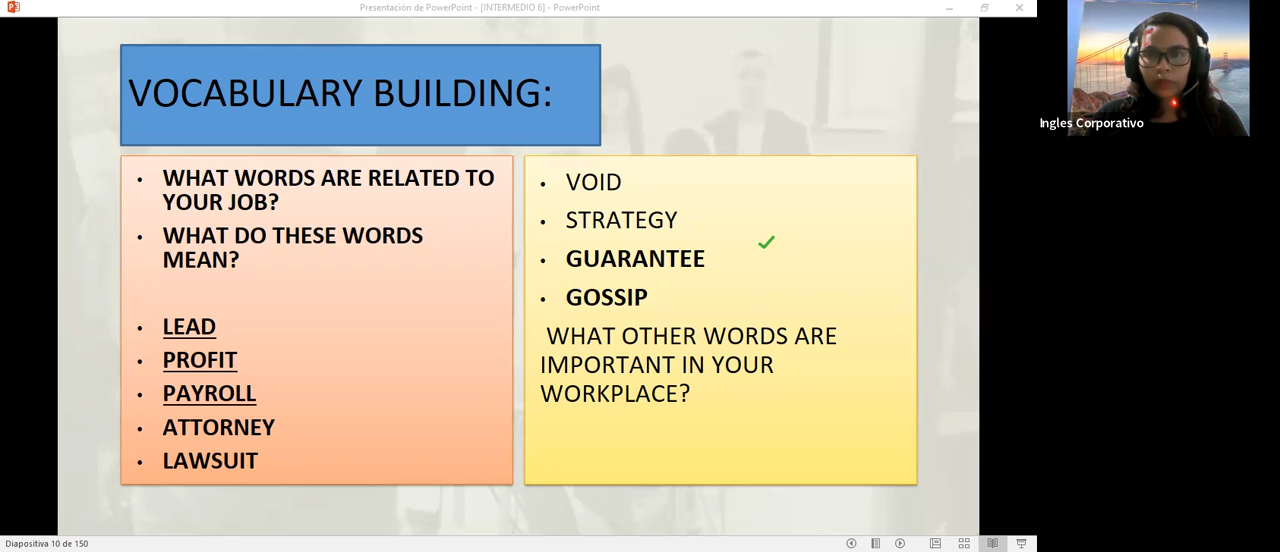 Presentación de PowerPoint - [INTERMEDIO 6] - PowerPoint
VOCABULARY BUILDING:
• WHAT WORDS ARE RELATED TO
YOUR JOB?
• WHAT DO THESE WORDS
MEAN?
• LEAD
• PROFIT
• PAYROLL
• ATTORNEY
• LAWSUIT
• VOID
• STRATEGY
• GUARANTEE
• GOSSIP
WHAT OTHER WORDS ARE
IMPORTANT IN YOUR
WORKPLACE?
Ingles Corporativo
Diapositiva 10 de 150